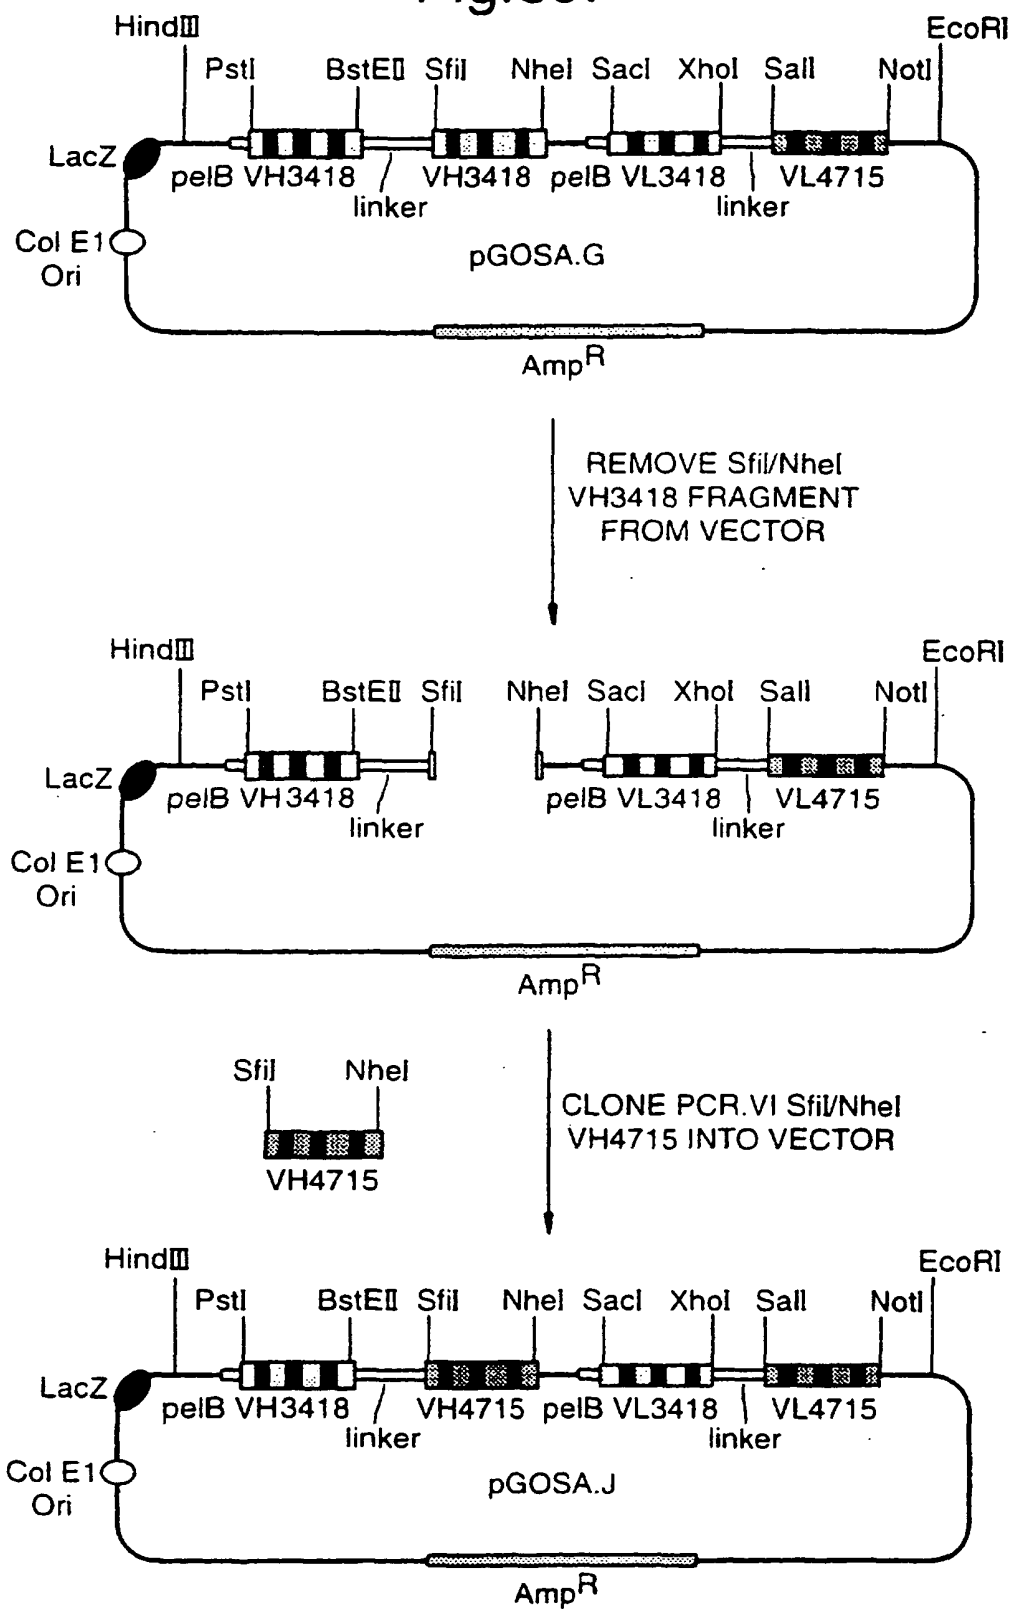 HindIII
EcoRI
PstI BstEII SfiI NheI SacI XhoI SalI NotI
LacZ
pelB VH3418 VH3418 pelB VL3418 VL4715
linker linker
Col E1
Ori
pGOSA.G
AmpR
REMOVE SfiI/NheI
VH3418 FRAGMENT
FROM VECTOR
HindIII
EcoRI
PstI BstEII SfiI NheI SacI XhoI SalI NotI
LacZ
pelB VH3418 pelB VL3418 VL4715
linker linker
Col E1
Ori
AmpR
SfiI NheI
VH4715
CLONE PCR.VI SfiI/NheI
VH4715 INTO VECTOR
HindIII
EcoRI
PstI BstEII SfiI NheI SacI XhoI SalI NotI
LacZ
pelB VH3418 VH4715 pelB VL3418 VL4715
linker linker
Col E1
Ori
pGOSA.J
AmpR